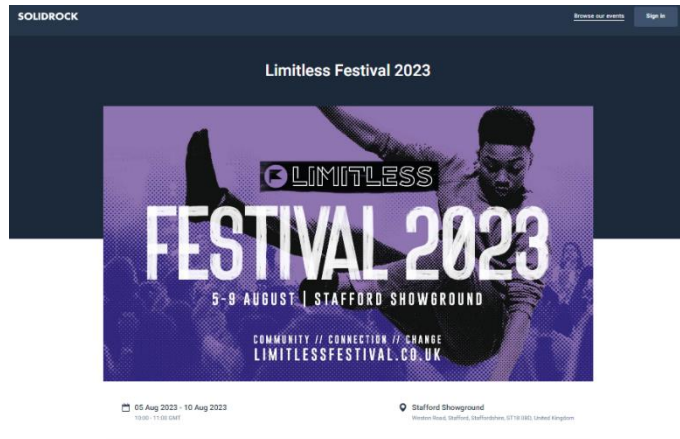 SOLIDROCK
Browse our events
Sign in
Limitless Festival 2023
LIMITLESS
FESTIVAL 2023
5-9 AUGUST | STAFFORD SHOWGROUND
COMMUNITY // CONNECTION // CHANGE
LIMITLESSFESTIVAL.CO.UK
05 Aug 2023 - 10 Aug 2023
10:00 - 11:00 GMT
Stafford Showground
Weston Road, Stafford, Staffordshire, ST18 0BD, United Kingdom